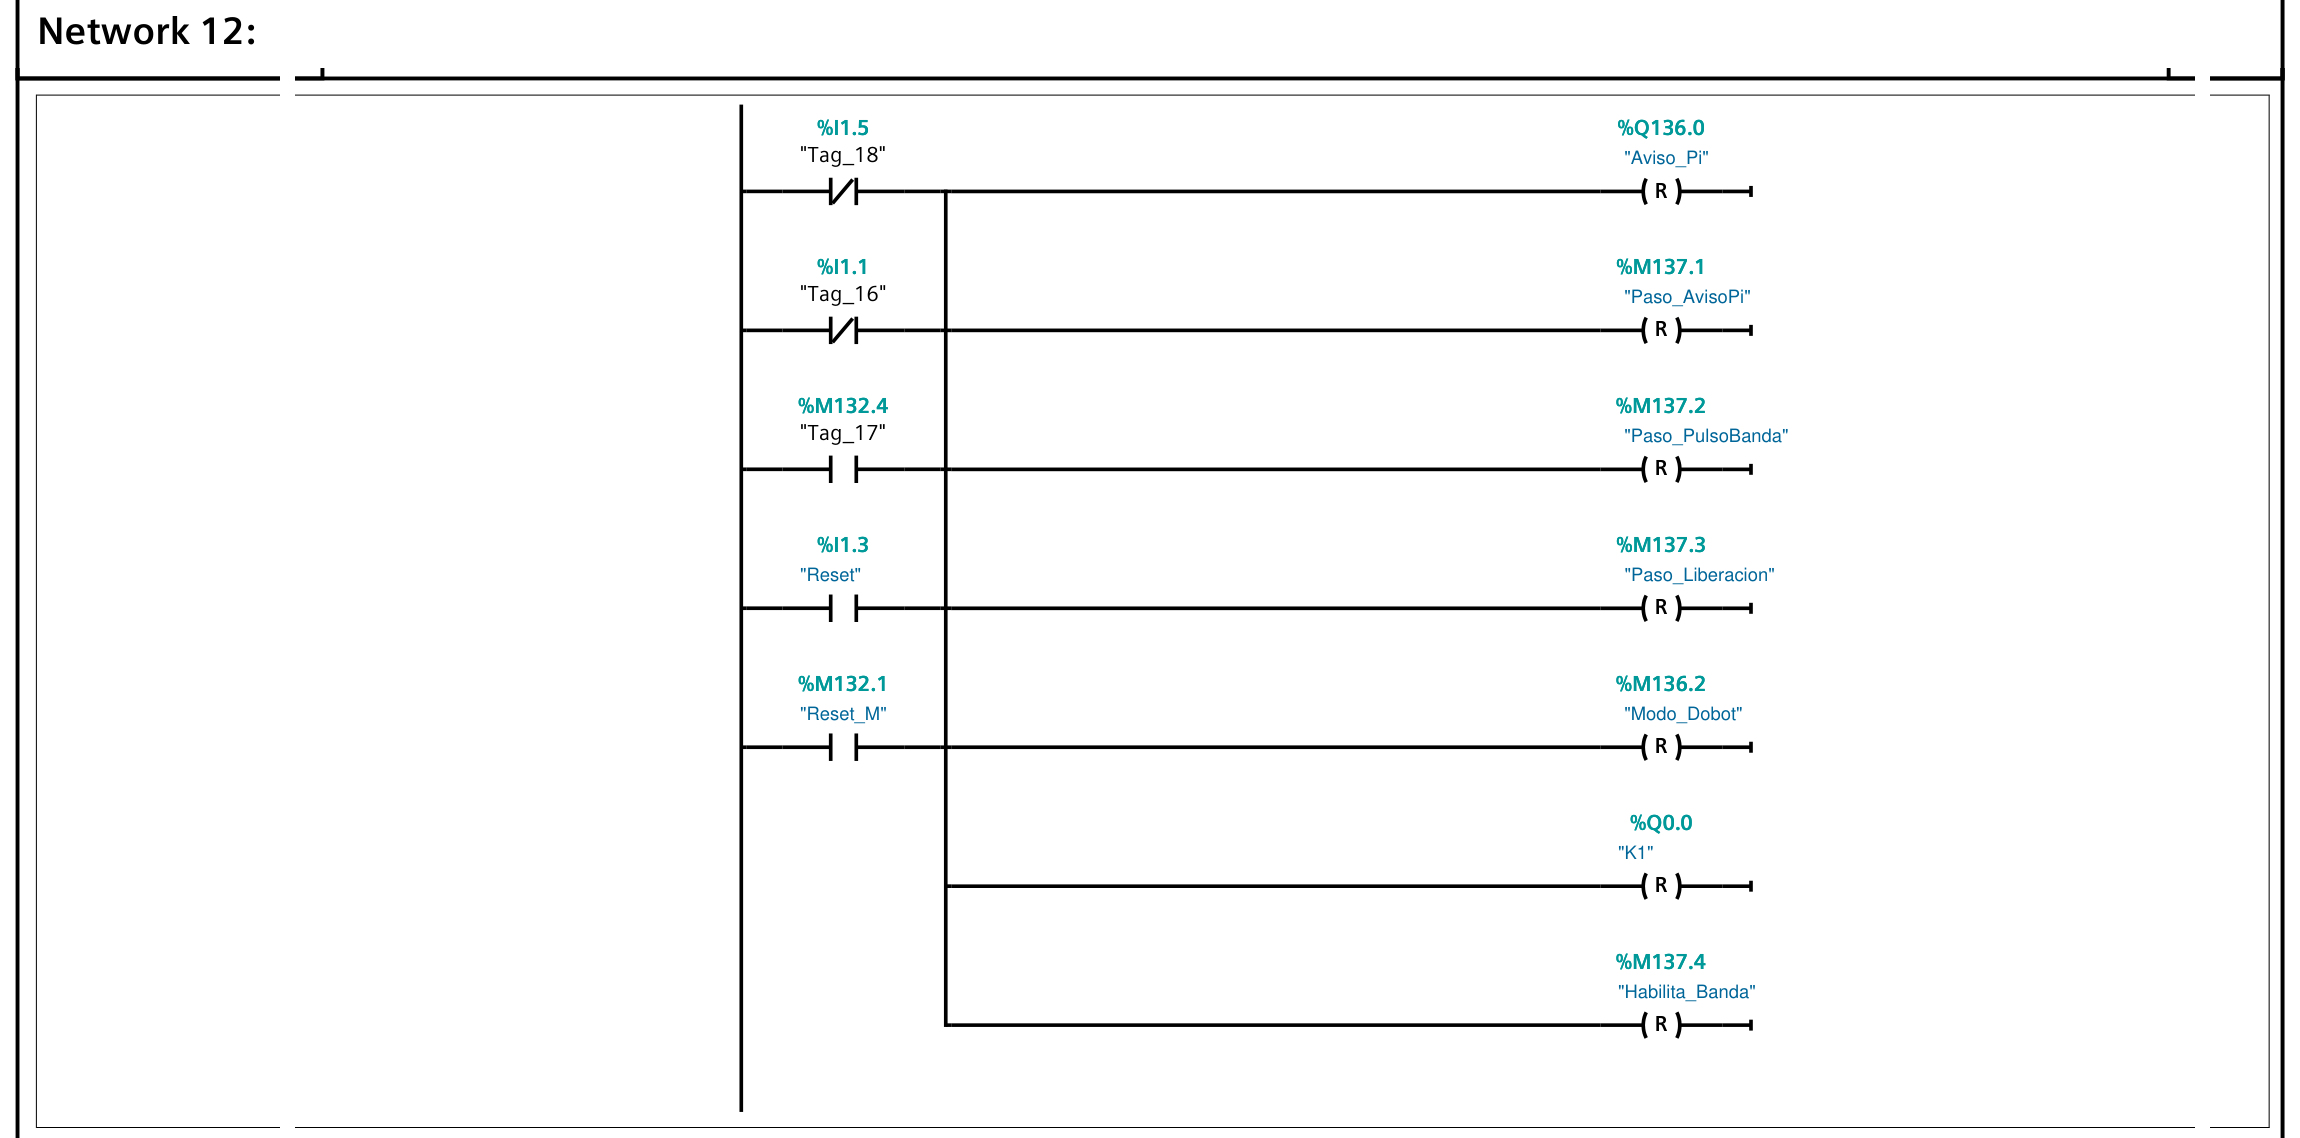 Network 12:
%I1.5
"Tag_18"
%Q136.0
"Aviso_Pi"
( R )
%I1.1
"Tag_16"
%M137.1
"Paso_AvisoPi"
( R )
%M132.4
"Tag_17"
%M137.2
"Paso_PulsoBanda"
( R )
%I1.3
"Reset"
%M137.3
"Paso_Liberacion"
( R )
%M132.1
"Reset_M"
%M136.2
"Modo_Dobot"
( R )
%Q0.0
"K1"
( R )
%M137.4
"Habilita_Banda"
( R )